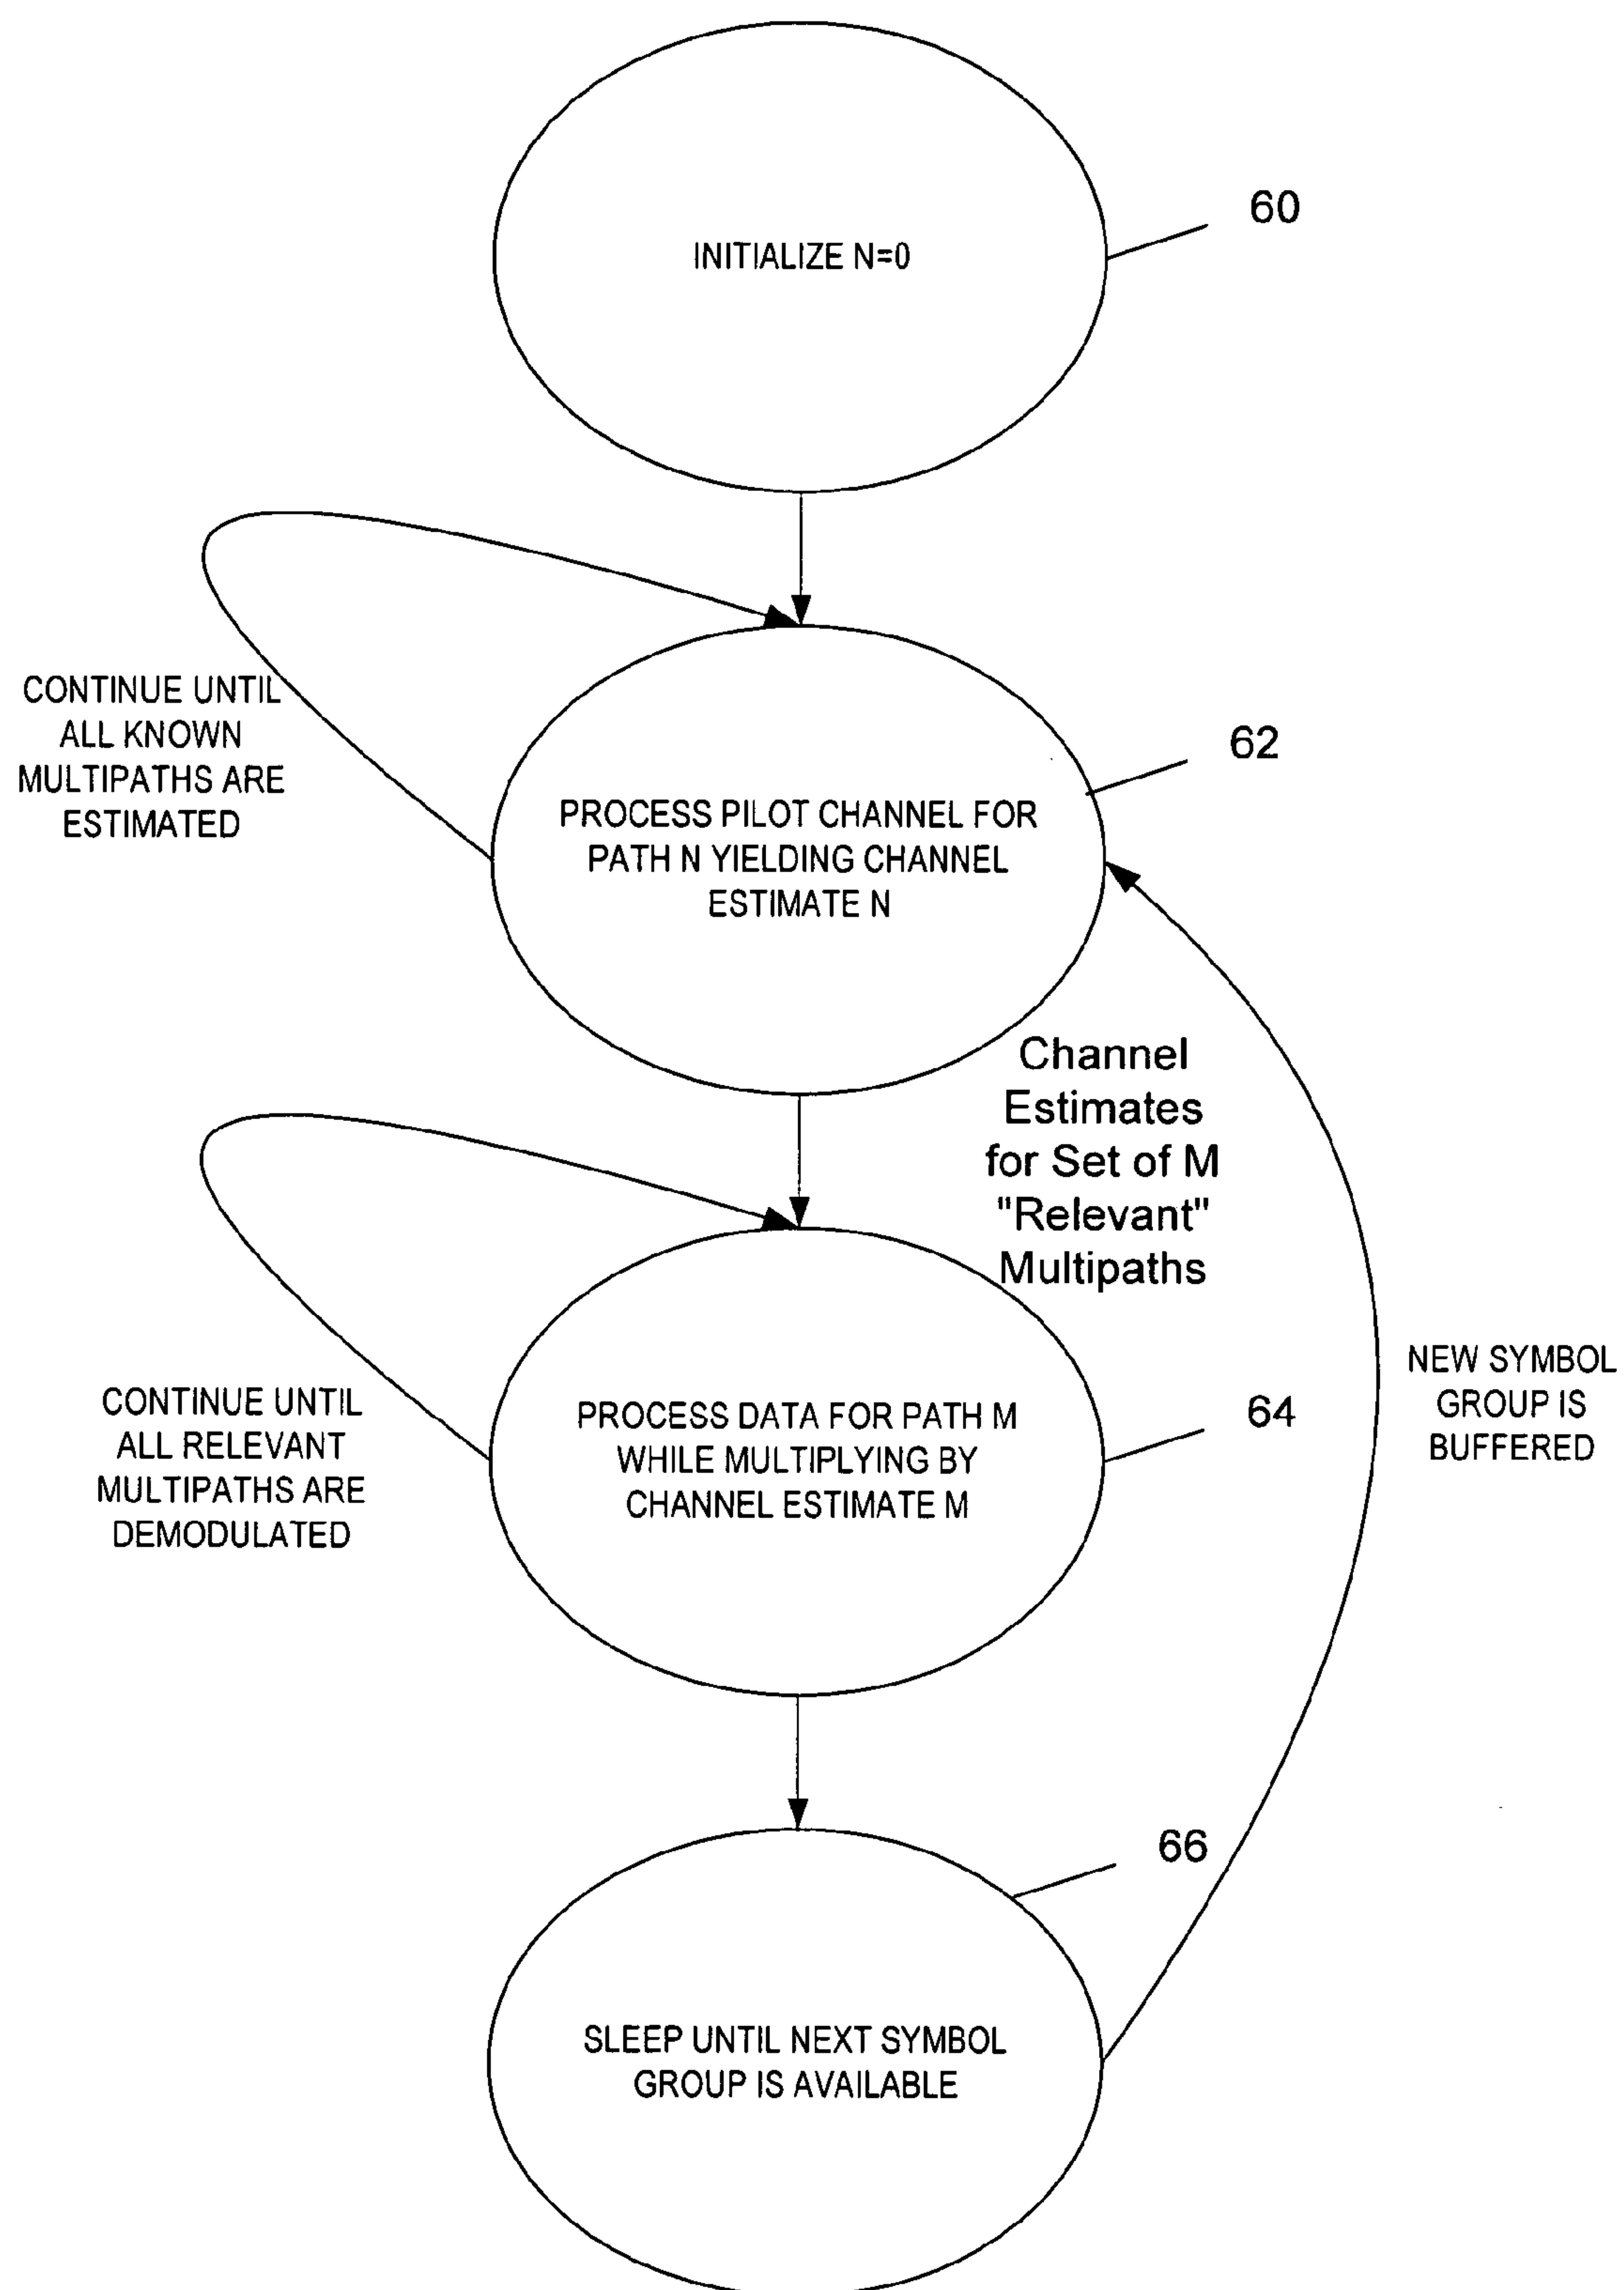 60
INITIALIZE N=0
CONTINUE UNTIL
ALL KNOWN
MULTIPATHS ARE
ESTIMATED
62
PROCESS PILOT CHANNEL FOR
PATH N YIELDING CHANNEL
ESTIMATE N
Channel
Estimates
for Set of M
"Relevant"
Multipaths
NEW SYMBOL
GROUP IS
BUFFERED
CONTINUE UNTIL
ALL RELEVANT
MULTIPATHS ARE
DEMODULATED
64
PROCESS DATA FOR PATH M
WHILE MULTIPLYING BY
CHANNEL ESTIMATE M
66
SLEEP UNTIL NEXT SYMBOL
GROUP IS AVAILABLE